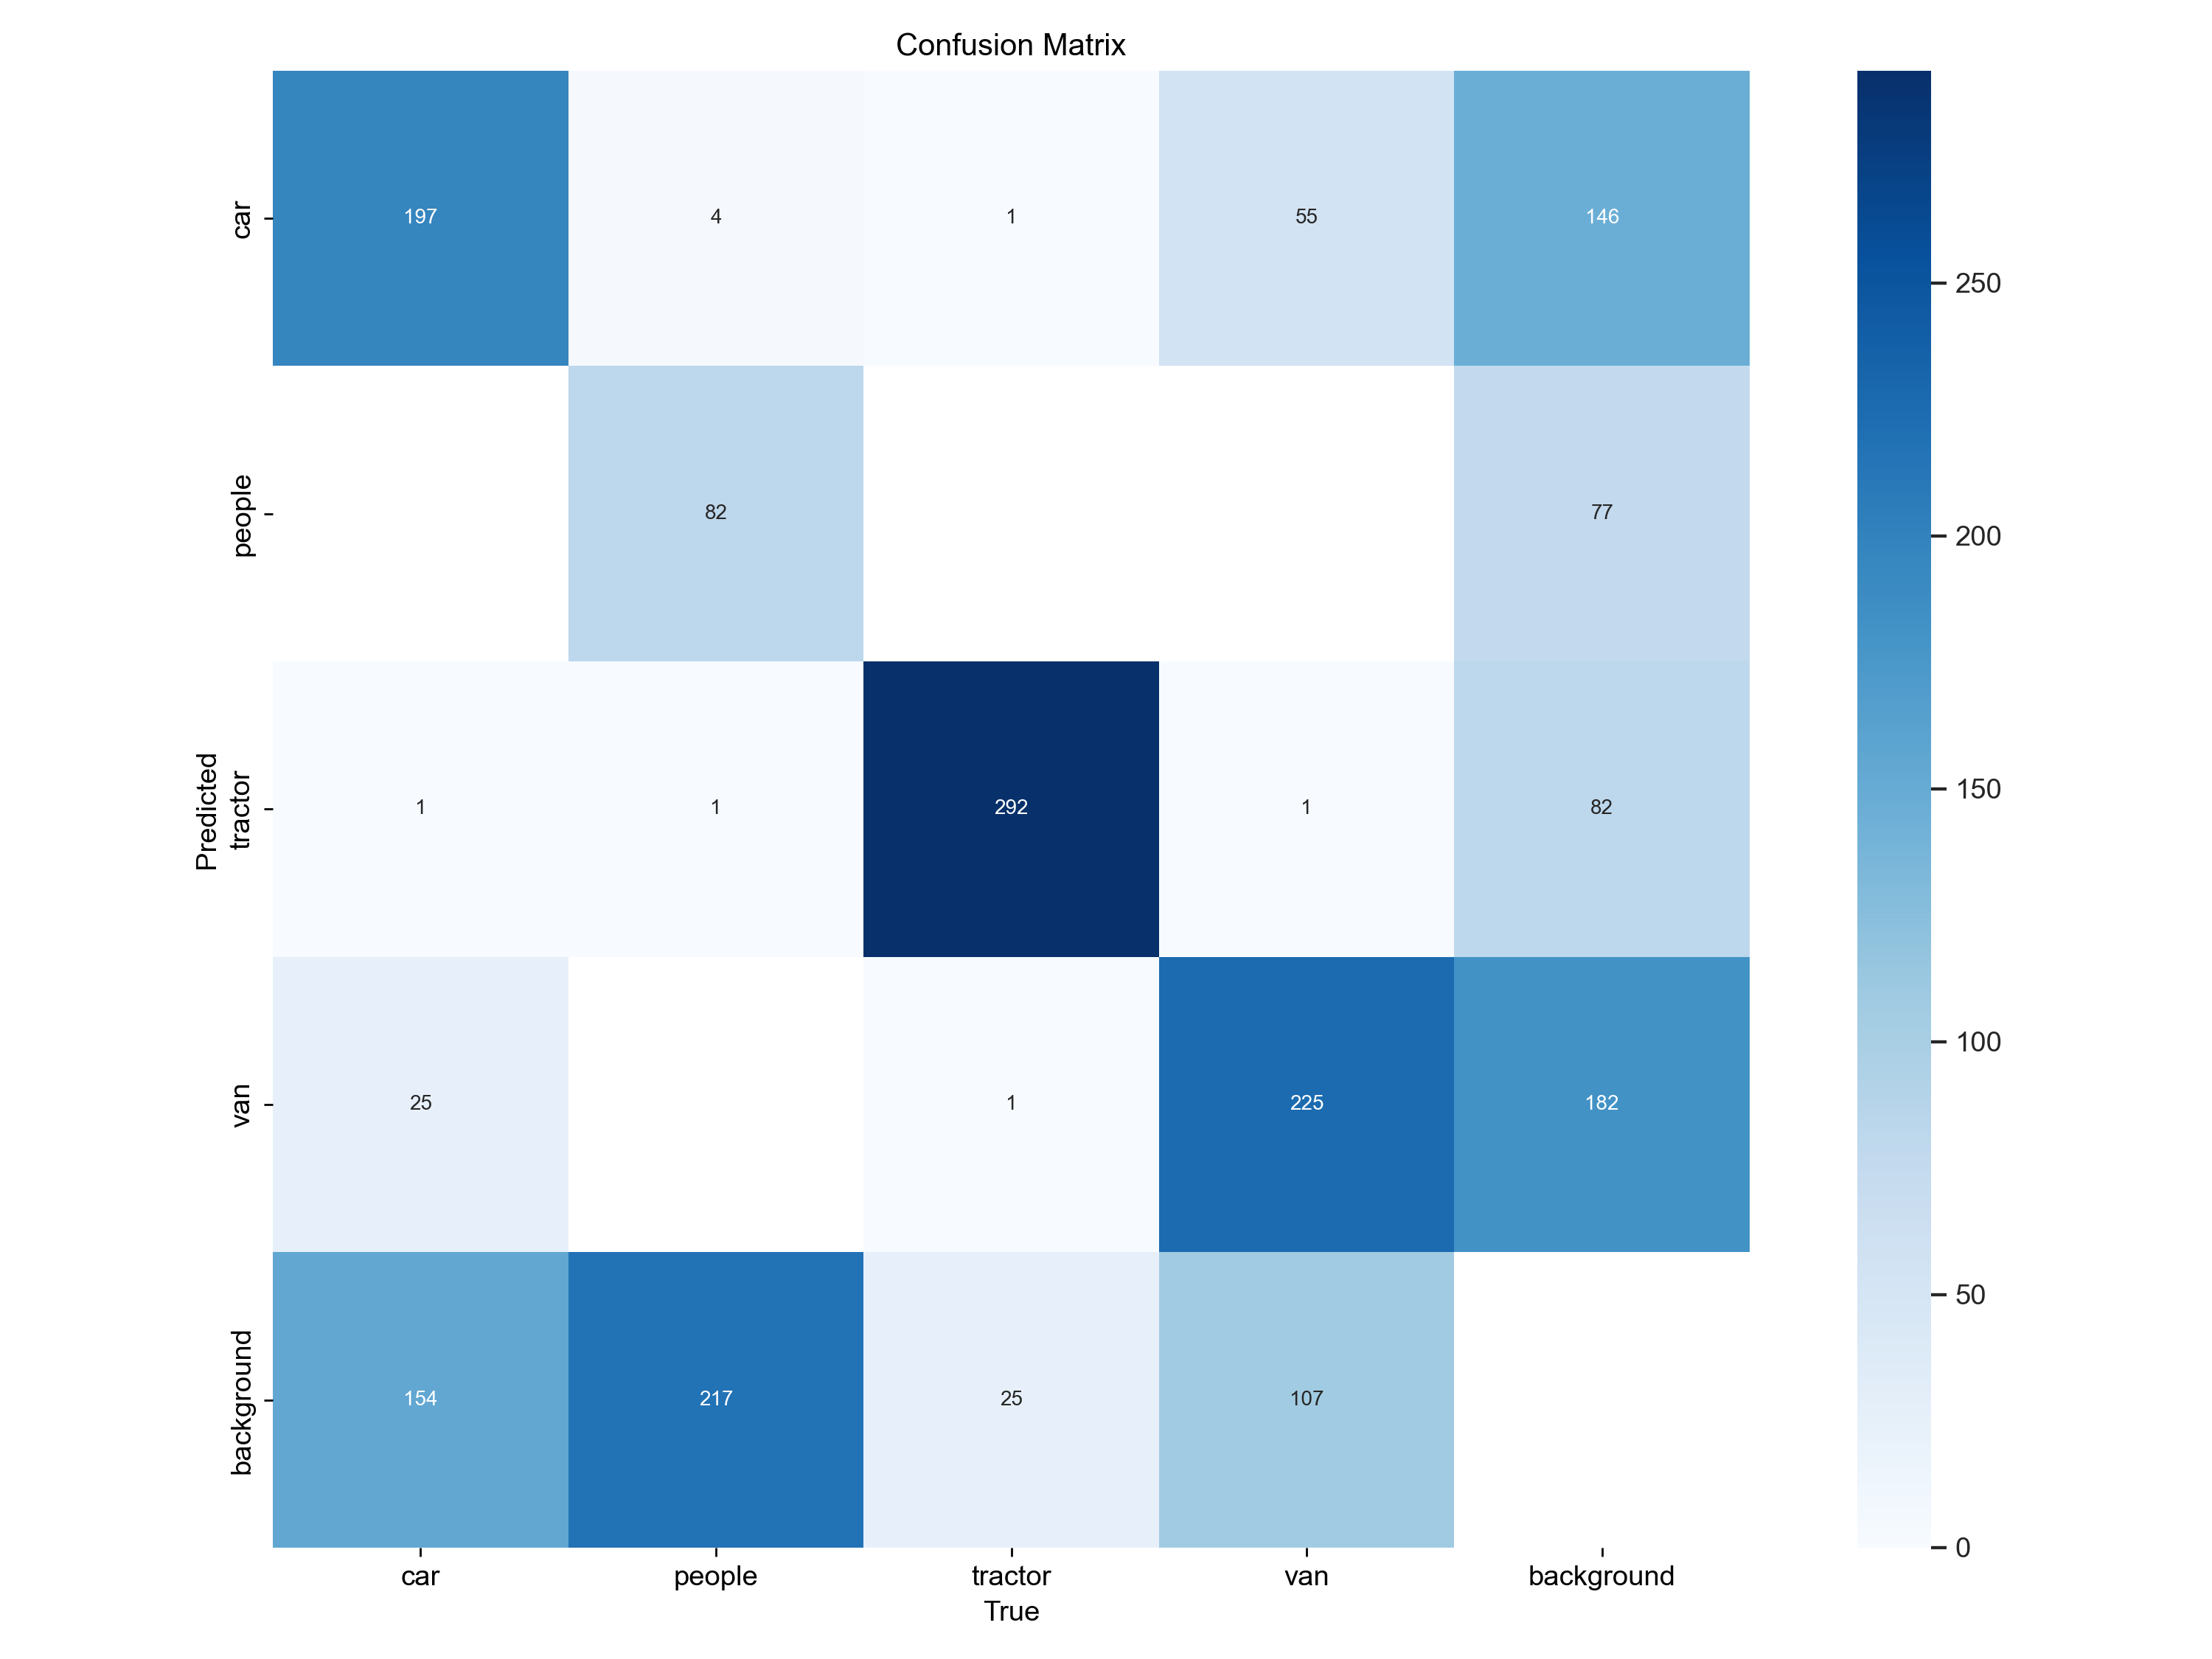 Confusion Matrix
car
197
4
1
55
146
people
82
77
Predicted
tractor
1
1
292
1
82
van
25
1
225
182
background
154
217
25
107
car
people
tractor
van
background
True
250
200
150
100
50
0